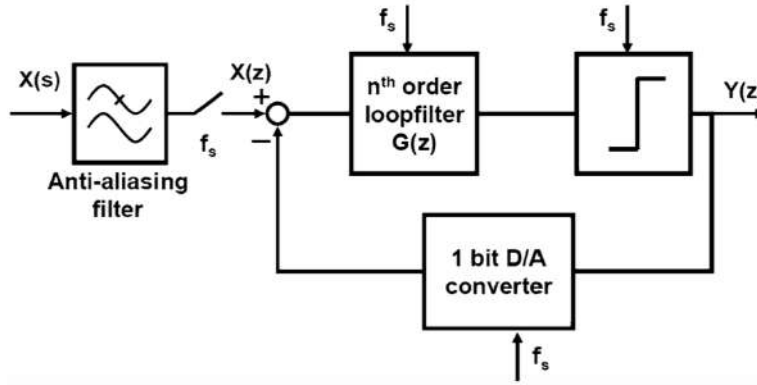 f_s
f_s
X(s)
X(z)
+
−
n^th order
loopfilter
G(z)
Y(z
f_s
Anti-aliasing
filter
1 bit D/A
converter
f_s